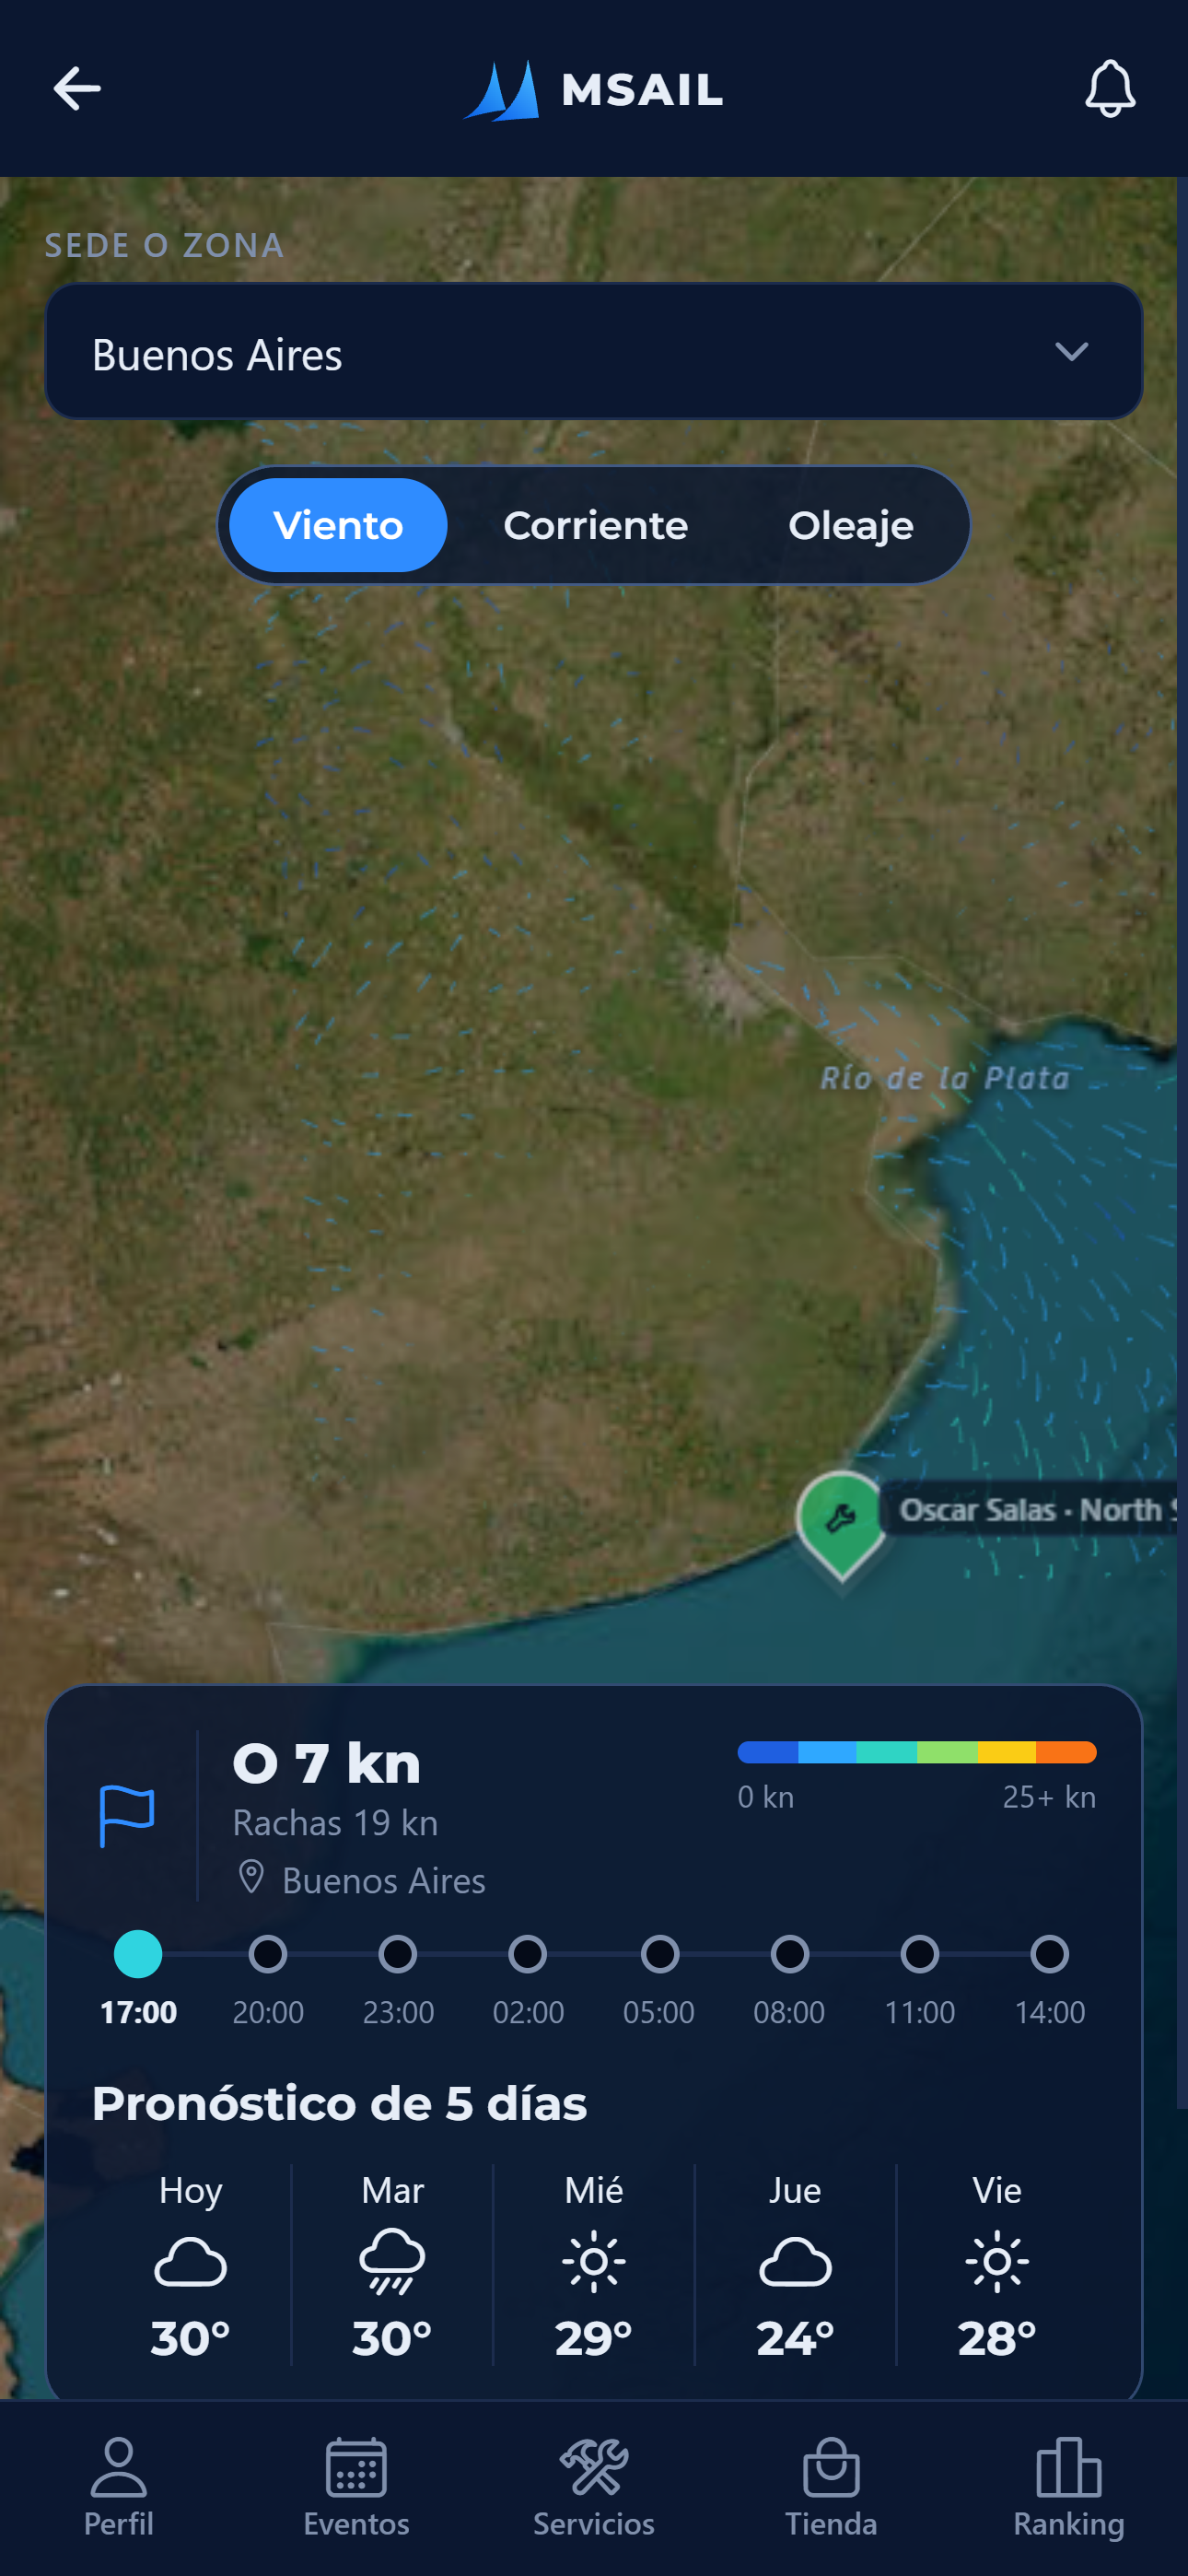 MSAIL
SEDE O ZONA
Buenos Aires
Viento Corriente Oleaje
Río de la Plata
Oscar Salas · North
O 7 kn
Rachas 19 kn
Buenos Aires
0 kn 25+ kn
17:00 20:00 23:00 02:00 05:00 08:00 11:00 14:00
Pronóstico de 5 días
Hoy Mar Mié Jue Vie
30° 30° 29° 24° 28°
Perfil Eventos Servicios Tienda Ranking